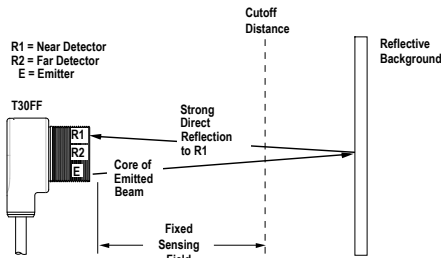 Cutoff
Distance
R1 = Near Detector
R2 = Far Detector
E = Emitter
Reflective
Background
T30FF
Strong
Direct
Reflection
to R1
R1
R2
E
Core of
Emitted
Beam
Fixed
Sensing
Field